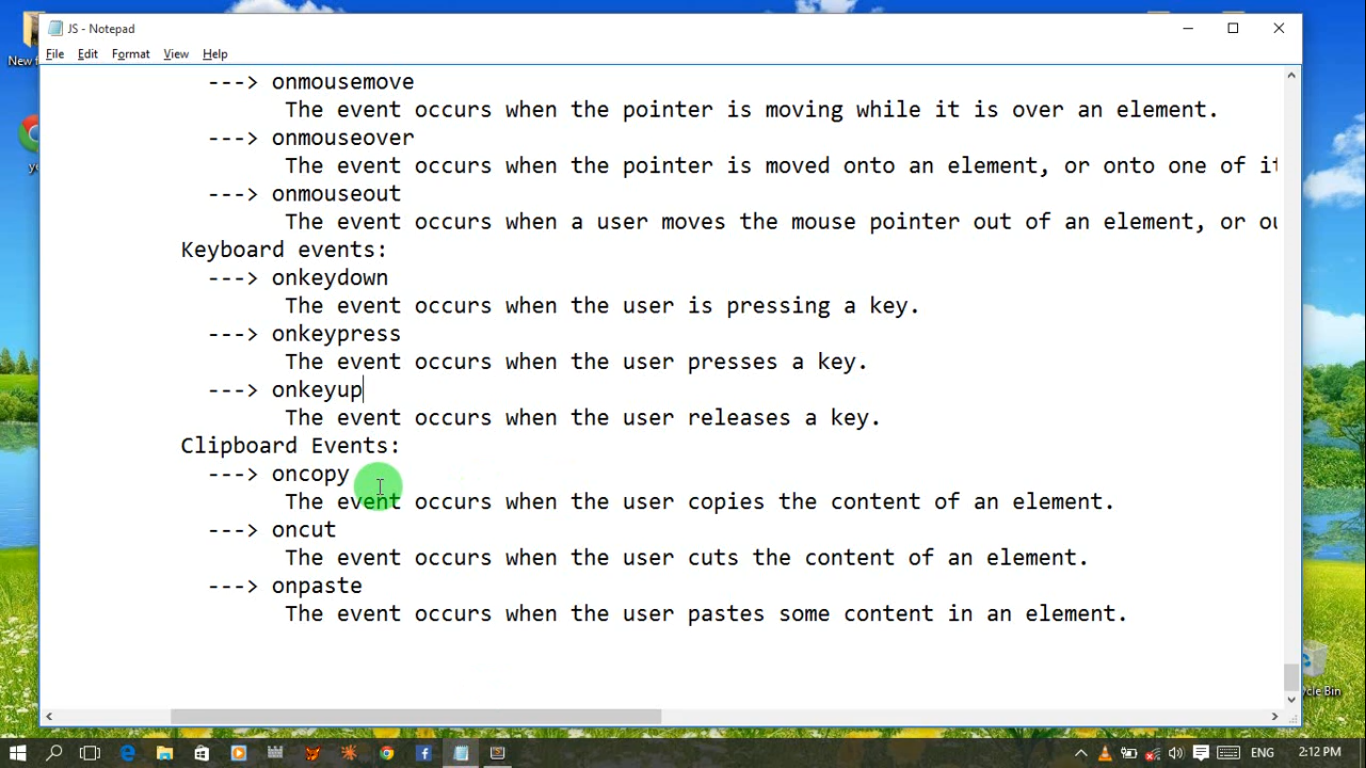 JS - Notepad
File Edit Format View Help
---> onmousemove
The event occurs when the pointer is moving while it is over an element.
---> onmouseover
The event occurs when the pointer is moved onto an element, or onto one of
---> onmouseout
The event occurs when a user moves the mouse pointer out of an element, or
Keyboard events:
---> onkeydown
The event occurs when the user is pressing a key.
---> onkeypress
The event occurs when the user presses a key.
---> onkeyup
The event occurs when the user releases a key.
Clipboard Events:
---> oncopy
The event occurs when the user copies the content of an element.
---> oncut
The event occurs when the user cuts the content of an element.
---> onpaste
The event occurs when the user pastes some content in an element.
New
Bin
ENG
2:12 PM